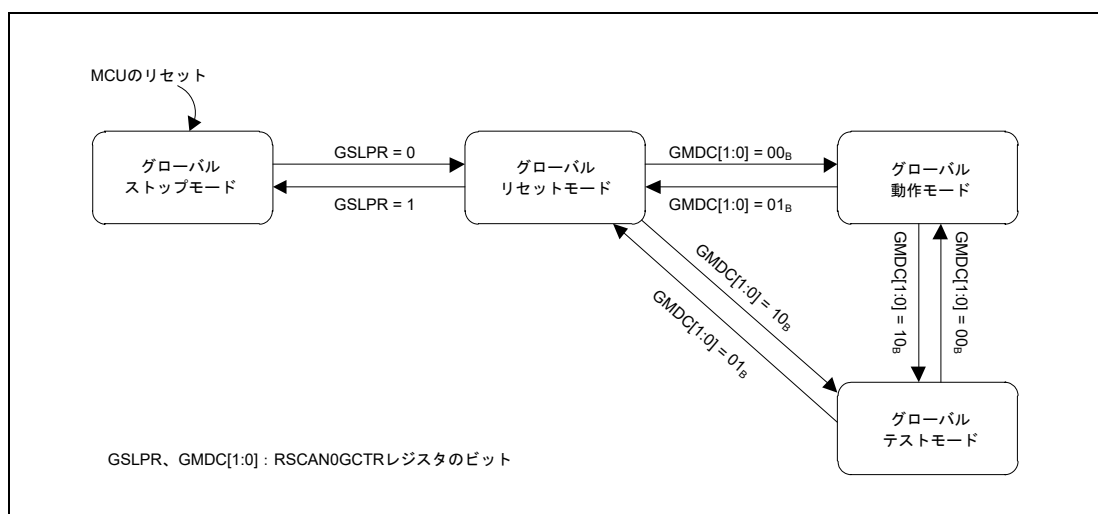 MCUのリセット
グローバル
ストップモード
GSLPR = 0
GSLPR = 1
グローバル
リセットモード
GMDC[1:0] = 00B
GMDC[1:0] = 01B
グローバル
動作モード
GMDC[1:0] = 10B
GMDC[1:0] = 01B
GMDC[1:0] = 10B
GMDC[1:0] = 00B
グローバル
テストモード
GSLPR、GMDC[1:0]：RSCAN0GCTRレジスタのビット